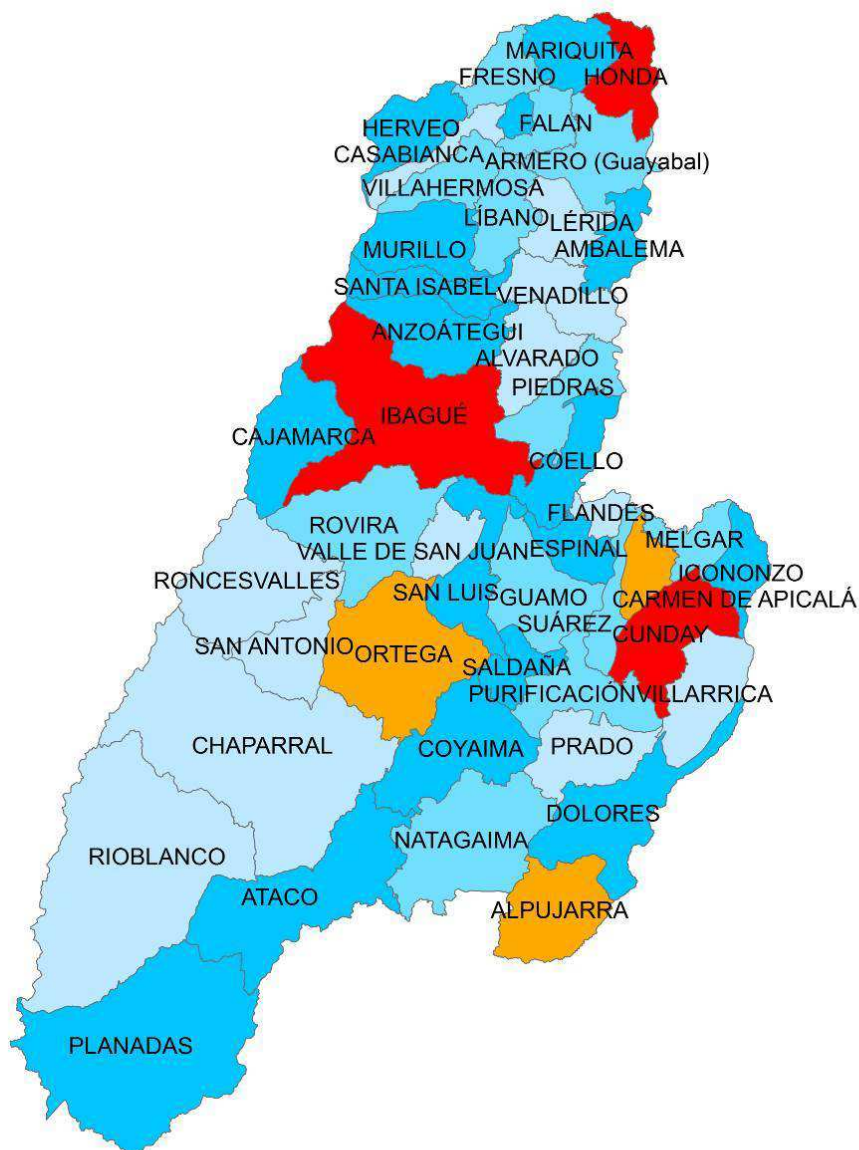 MARIQUITA
FRESNO
HONDA
HERVEO
FALAN
CASABIANCA
ARMERO (Guayabal)
VILLAHERMOSA
LÍBANO
LÉRIDA
MURILLO
AMBALEMA
SANTA ISABEL
VENADILLO
ANZOÁTEGUI
ALVARADO
PIEDRAS
IBAGUÉ
CAJAMARCA
COELLO
FLANDES
ROVIRA
MELGAR
VALLE DE SAN JUAN
ESPINAL
RONCESVALLES
ICONONZO
SAN LUIS
GUAMO
CARMEN DE APICALÁ
SUÁREZ
CUNDAY
SAN ANTONIO
ORTEGA
SALDAÑA
PURIFICACIÓN
VILLARRICA
CHAPARRAL
COYAIMA
PRADO
DOLORES
NATAGAIMA
RIOBLANCO
ATACO
ALPUJARRA
PLANADAS